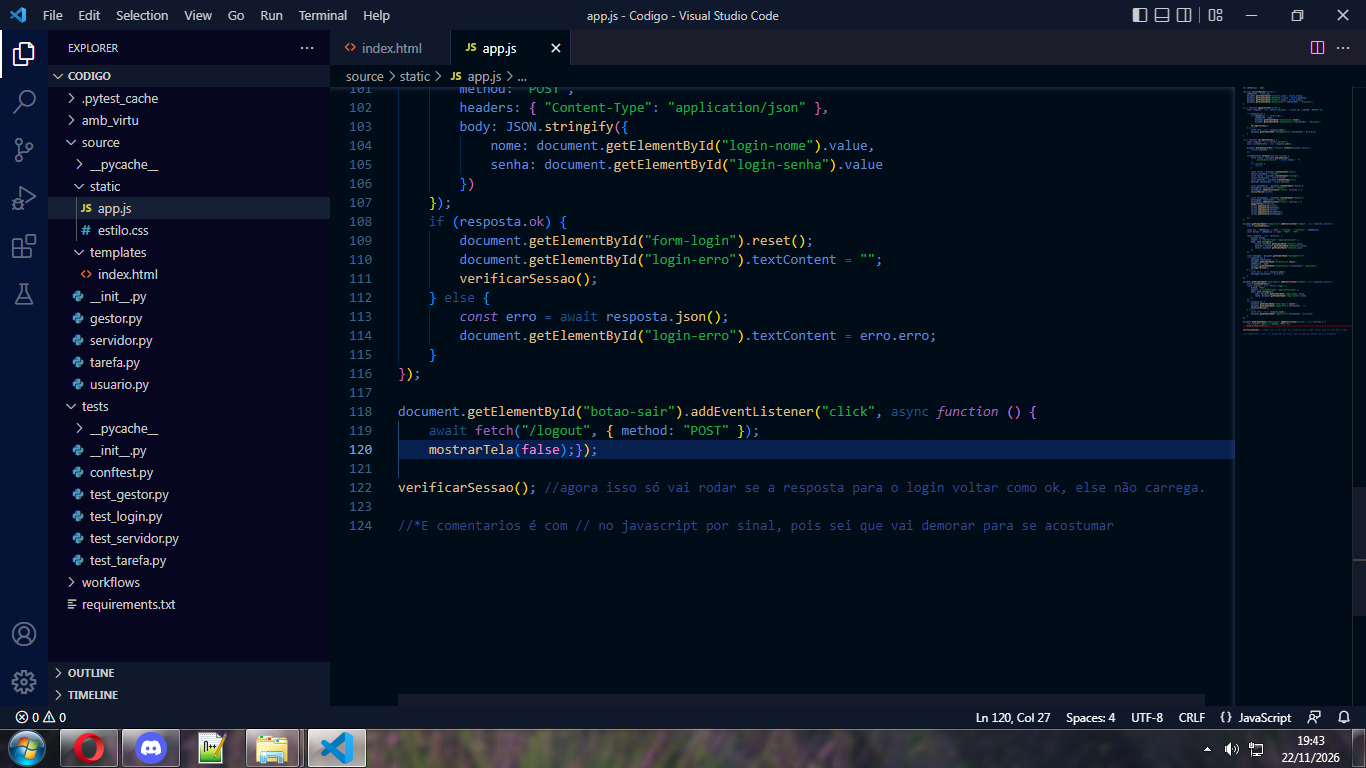 File Edit Selection View Go Run Terminal Help
app.js - Codigo - Visual Studio Code
EXPLORER
CODIGO
.pytest_cache
amb_virtu
source
__pycache__
static
JS app.js
# estilo.css
templates
<> index.html
__init__.py
gestor.py
servidor.py
tarefa.py
usuario.py
tests
__pycache__
__init__.py
conftest.py
test_gestor.py
test_login.py
test_servidor.py
test_tarefa.py
workflows
requirements.txt
OUTLINE
TIMELINE
<> index.html
JS app.js
source > static > JS app.js > ...
101 method: "POST",
102 headers: { "Content-Type": "application/json" },
103 body: JSON.stringify({
104 nome: document.getElementById("login-nome").value,
105 senha: document.getElementById("login-senha").value
106 })
107 });
108 if (resposta.ok) {
109 document.getElementById("form-login").reset();
110 document.getElementById("login-erro").textContent = "";
111 verificarSessao();
112 } else {
113 const erro = await resposta.json();
114 document.getElementById("login-erro").textContent = erro.erro;
115 }
116 });
117
118 document.getElementById("botao-sair").addEventListener("click", async function () {
119 await fetch("/logout", { method: "POST" });
120 mostrarTela(false);});
121
122 verificarSessao(); //agora isso só vai rodar se a resposta para o login voltar como ok, else não carrega.
123
124 //*E comentarios é com // no javascript por sinal, pois sei que vai demorar para se acostumar
0 0
Ln 120, Col 27 Spaces: 4 UTF-8 CRLF {} JavaScript
19:43
22/11/2026